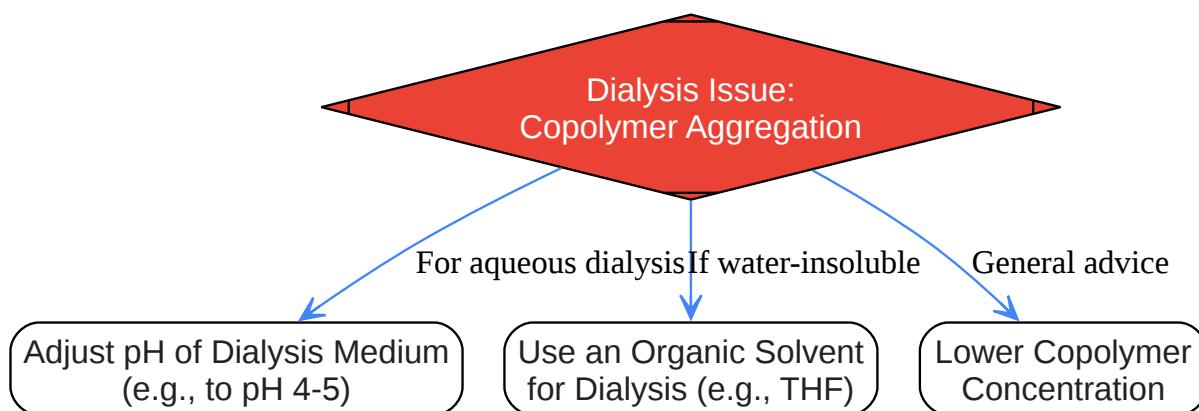 Dialysis Issue:
Copolymer Aggregation
For aqueous dialysis
If water-insoluble
General advice
Adjust pH of Dialysis Medium
(e.g., to pH 4-5)
Use an Organic Solvent
for Dialysis (e.g., THF)
Lower Copolymer
Concentration